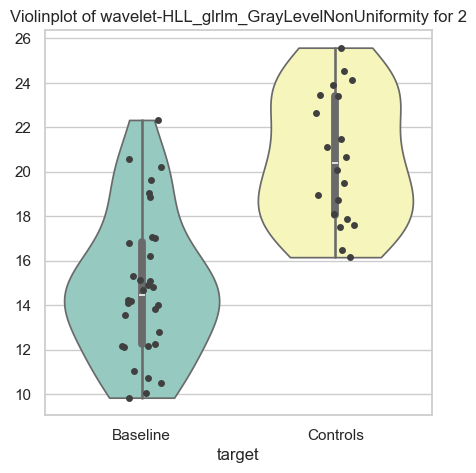 Violinplot of wavelet-HLL_glrlm_GrayLevelNonUniformity for 2
26
24
22
20
18
16
14
12
10
Baseline
Controls
target